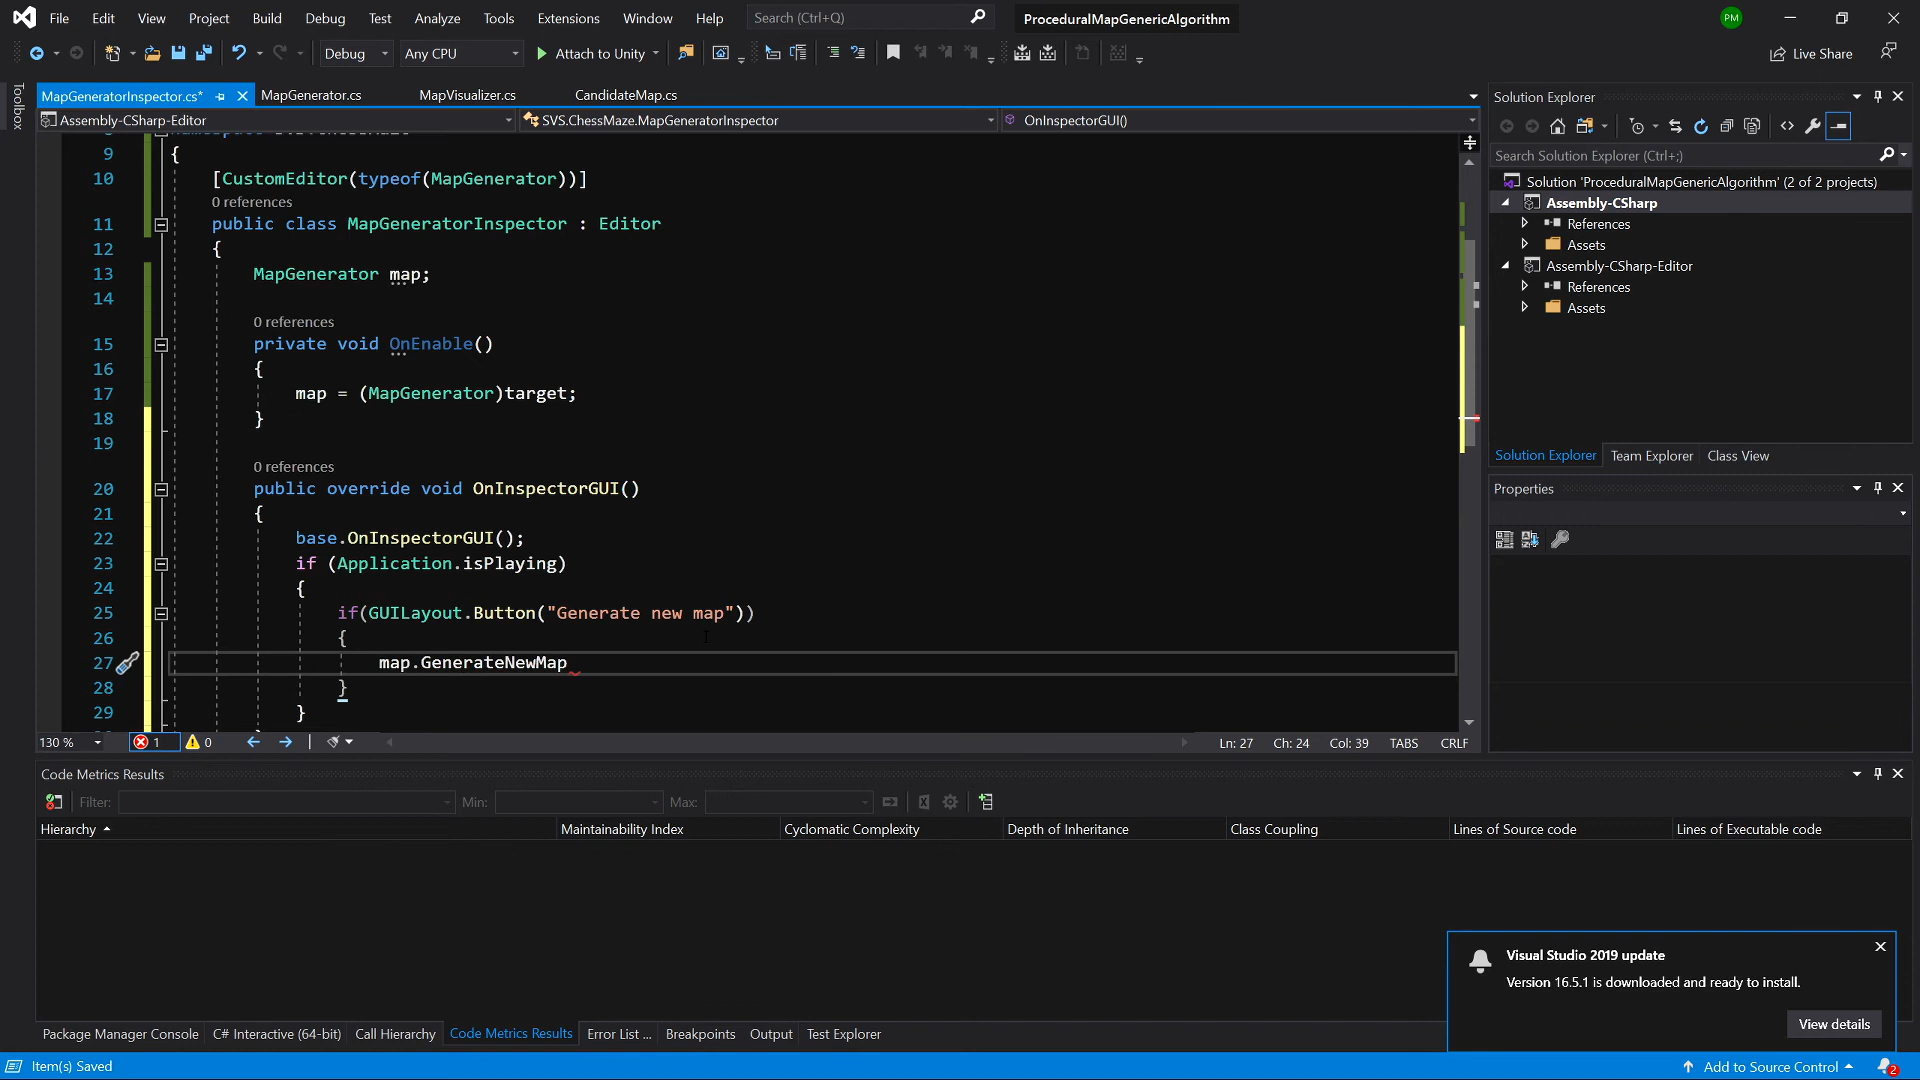 File Edit View Project Build Debug Test Analyze Tools Extensions Window Help Search (Ctrl+Q) ProceduralMapGenericAlgorithm PM
Debug Any CPU Attach to Unity Live Share
Toolbox
MapGeneratorInspector.cs* MapGenerator.cs MapVisualizer.cs CandidateMap.cs
Assembly-CSharp-Editor SVS.ChessMaze.MapGeneratorInspector OnInspectorGUI()
9 {
10 [CustomEditor(typeof(MapGenerator))]
0 references
11 public class MapGeneratorInspector : Editor
12 {
13 MapGenerator map;
14
0 references
15 private void OnEnable()
16 {
17 map = (MapGenerator)target;
18 }
19
0 references
20 public override void OnInspectorGUI()
21 {
22 base.OnInspectorGUI();
23 if (Application.isPlaying)
24 {
25 if(GUILayout.Button("Generate new map"))
26 {
27 map.GenerateNewMap
28 }
29 }
130 % 1 0 Ln: 27 Ch: 24 Col: 39 TABS CRLF
Solution Explorer
Search Solution Explorer (Ctrl+;)
Solution 'ProceduralMapGenericAlgorithm' (2 of 2 projects)
Assembly-CSharp
References
Assets
Assembly-CSharp-Editor
References
Assets
Solution Explorer Team Explorer Class View
Properties
Code Metrics Results
Filter: Min: Max:
Hierarchy Maintainability Index Cyclomatic Complexity Depth of Inheritance Class Coupling Lines of Source code Lines of Executable code
Visual Studio 2019 update
Version 16.5.1 is downloaded and ready to install.
View details
Package Manager Console C# Interactive (64-bit) Call Hierarchy Code Metrics Results Error List ... Breakpoints Output Test Explorer
Item(s) Saved Add to Source Control 2